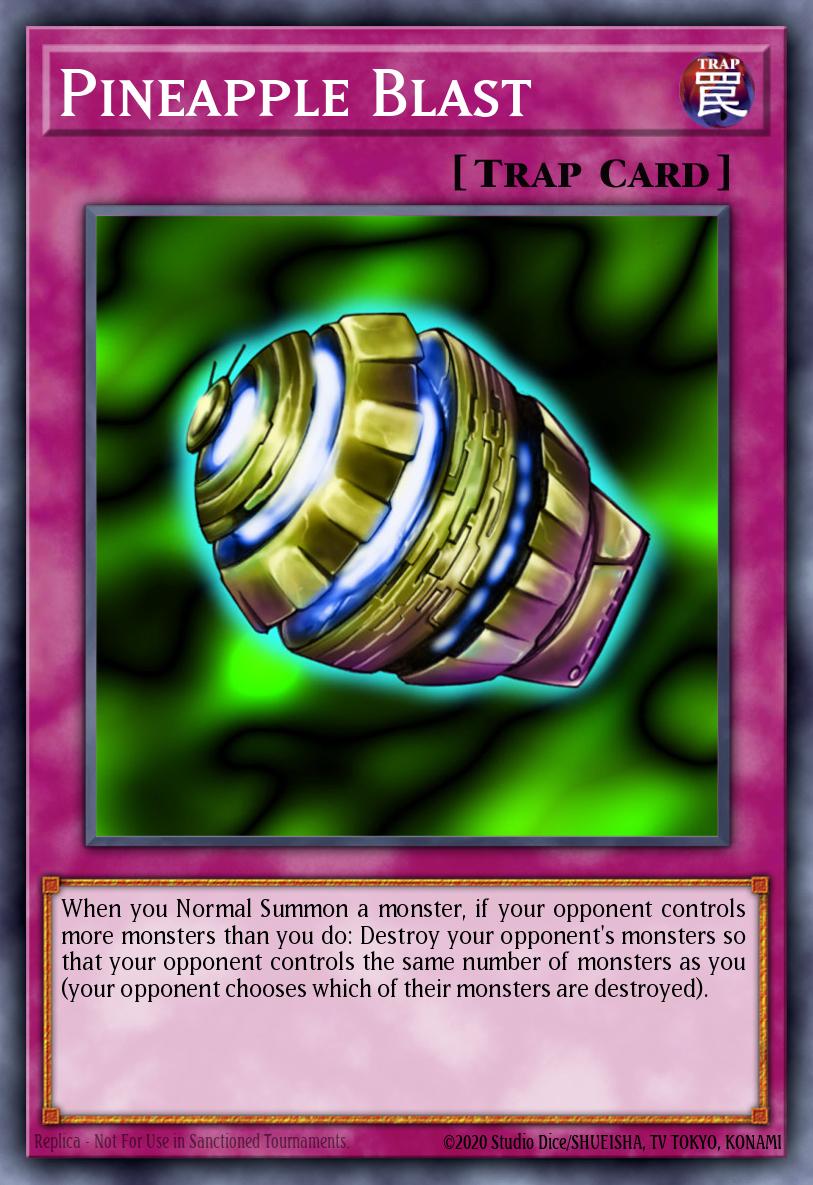 PINEAPPLE BLAST
TRAP
罠
[TRAP CARD]
When you Normal Summon a monster, if your opponent controls
more monsters than you do: Destroy your opponent's monsters so
that your opponent controls the same number of monsters as you
(your opponent chooses which of their monsters are destroyed).
Replica - Not For Use in Sanctioned Tournaments.
©2020 Studio Dice/SHUEISHA, TV TOKYO, KONAMI